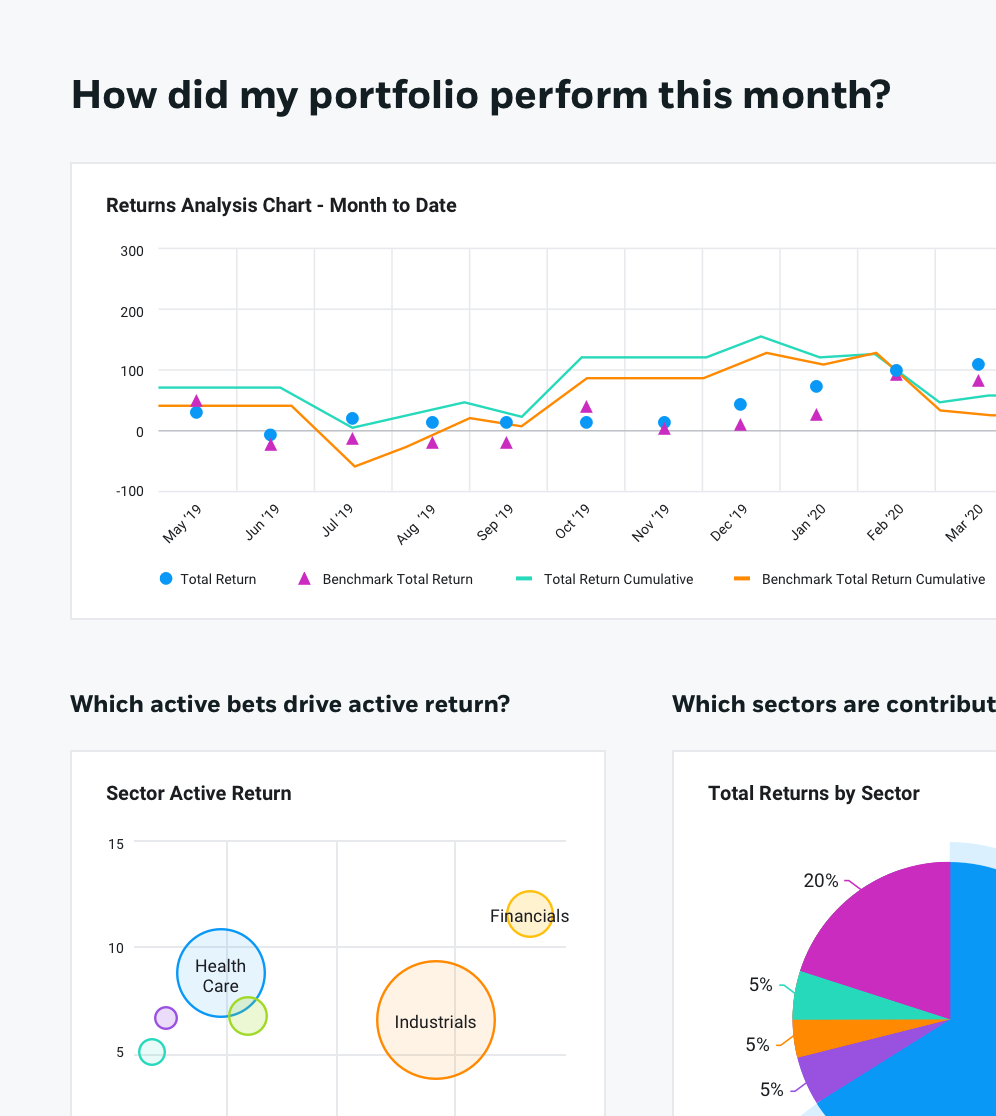 How did my portfolio perform this month?
Returns Analysis Chart - Month to Date
300
200
100
0
-100
May '19
Jun '19
Jul '19
Aug '19
Sep '19
Oct '19
Nov '19
Dec '19
Jan '20
Feb '20
Mar '20
Total Return
Benchmark Total Return
Total Return Cumulative
Benchmark Total Return Cumulative
Which active bets drive active return?
Sector Active Return
15
10
5
Financials
Health
Care
Industrials
Which sectors are contribut
Total Returns by Sector
20%
5%
5%
5%